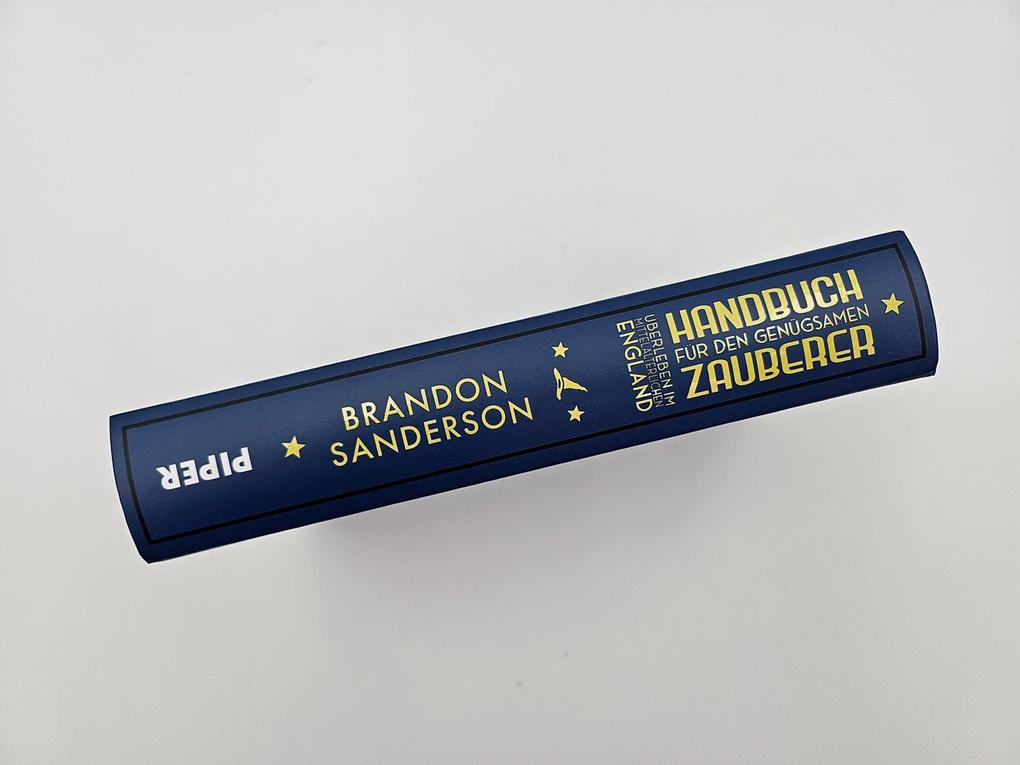 BRANDON
SANDERSON
HANDBUCH
FÜR DEN GENÜGSAMEN
ZAUBERER
ÜBERLEBEN IM
MITTELALTERLICHEN
ENGLAND
PIPER